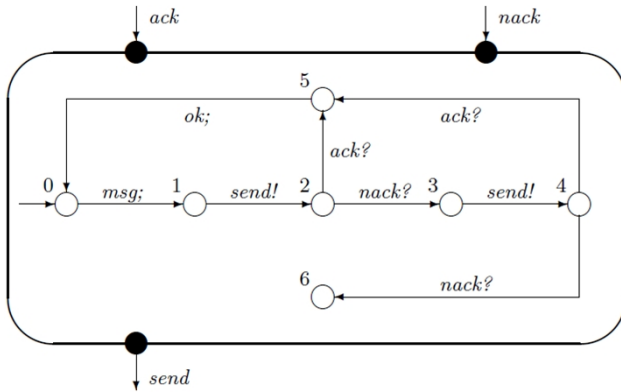 ack nack
5
ok; ack?
ack?
0 msg; 1 send! 2 nack? 3 send! 4
6 nack?
send